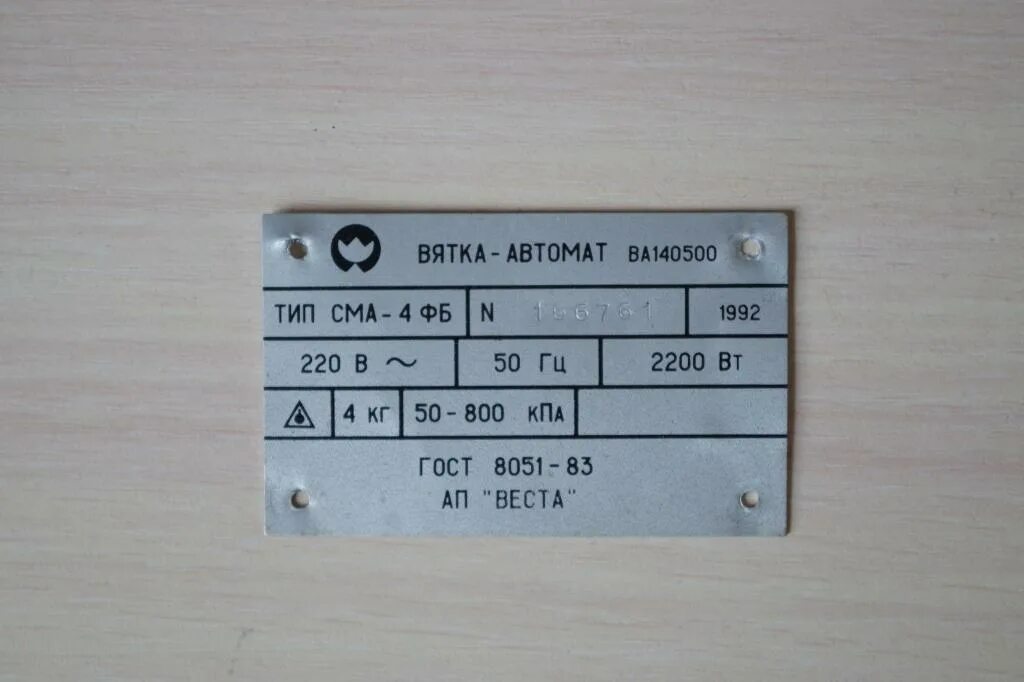 ВЯТКА-АВТОМАТ ВА140500
ТИП СМА-4 ФБ N 196761 1992
220 В ~ 50 Гц 2200 Вт
4 кг 50-800 кПа
ГОСТ 8051-83
АП "ВЕСТА"